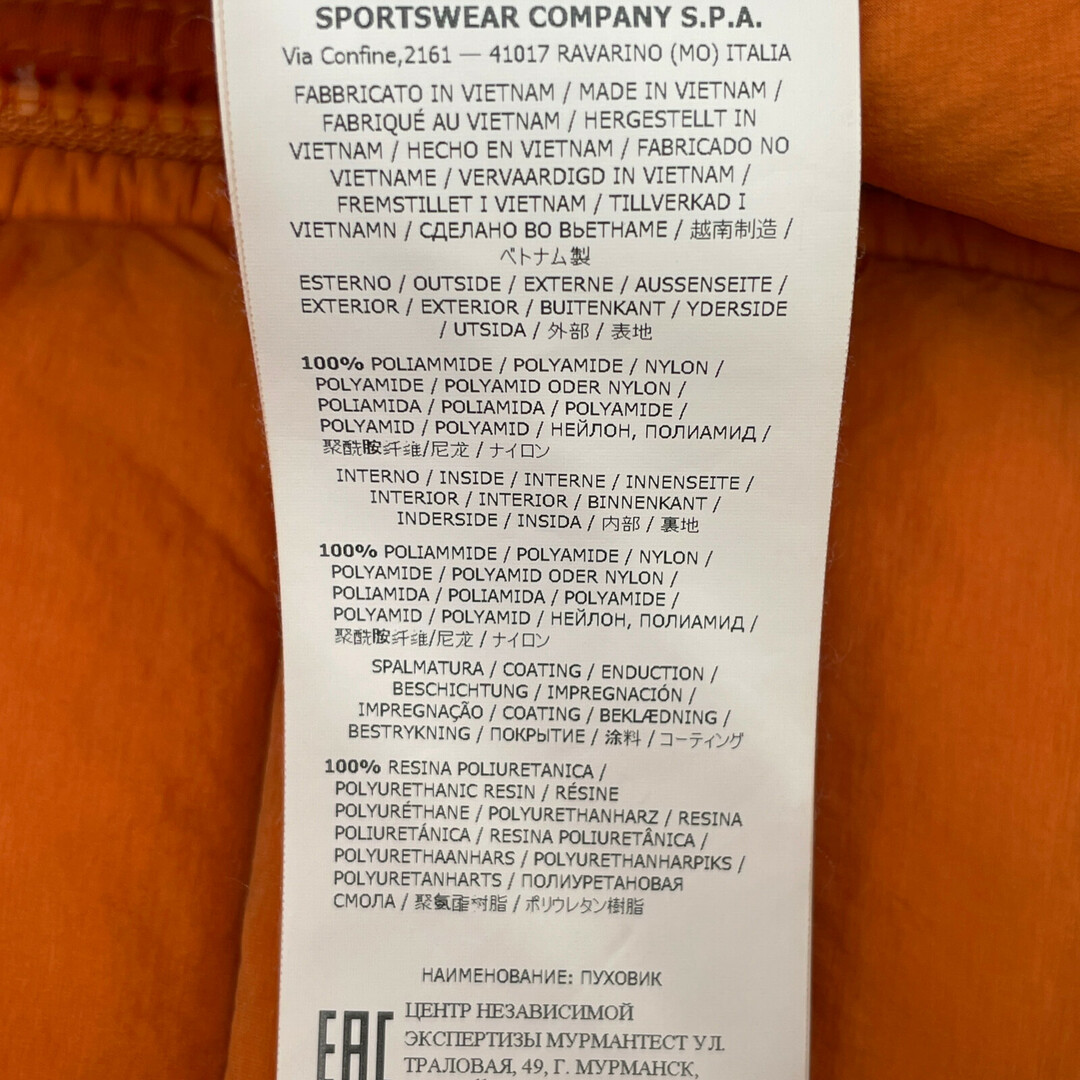 SPORTSWEAR COMPANY S.P.A.
Via Confine,2161 — 41017 RAVARINO (MO) ITALIA
FABBRICATO IN VIETNAM / MADE IN VIETNAM /
FABRIQUÉ AU VIETNAM / HERGESTELLT IN
VIETNAM / HECHO EN VIETNAM / FABRICADO NO
VIETNAME / VERVAARDIGD IN VIETNAM /
FREMSTILLET I VIETNAM / TILLVERKAD I
VIETNAMN / СДЕЛАНО ВО ВЬЕТНАМЕ / 越南制造 /
ベトナム製
ESTERNO / OUTSIDE / EXTERNE / AUSSENSEITE /
EXTERIOR / EXTERIOR / BUITENKANT / YDERSIDE
/ UTSIDA / 外部 / 表地
100% POLIAMMIDE / POLYAMIDE / NYLON /
POLYAMIDE / POLYAMID ODER NYLON /
POLIAMIDA / POLIAMIDA / POLYAMIDE /
POLYAMID / POLYAMID / НЕЙЛОН, ПОЛИАМИД /
聚酰胺纤维/尼龙 / ナイロン
INTERNO / INSIDE / INTERNE / INNENSEITE /
INTERIOR / INTERIOR / BINNENKANT /
INDERSIDE / INSIDA / 内部 / 裏地
100% POLIAMMIDE / POLYAMIDE / NYLON /
POLYAMIDE / POLYAMID ODER NYLON /
POLIAMIDA / POLIAMIDA / POLYAMIDE /
POLYAMID / POLYAMID / НЕЙЛОН, ПОЛИАМИД /
聚酰胺纤维/尼龙 / ナイロン
SPALMATURA / COATING / ENDUCTION /
BESCHICHTUNG / IMPREGNACIÓN /
IMPREGNAÇÃO / COATING / BEKLÆDNING /
BESTRYKNING / ПОКРЫТИЕ / 涂料 / コーティング
100% RESINA POLIURETANICA /
POLYURETHANIC RESIN / RÉSINE
POLYURÉTHANE / POLYURETHANHARZ / RESINA
POLIURETÁNICA / RESINA POLIURETÂNICA /
POLYURETHAANHARS / POLYURETHANHARPIKS /
POLYURETANHARTS / ПОЛИУРЕТАНОВАЯ
СМОЛА / 聚氨酯树脂 / ポリウレタン樹脂
НАИМЕНОВАНИЕ: ПУХОВИК
EAC
ЦЕНТР НЕЗАВИСИМОЙ
ЭКСПЕРТИЗЫ МУРМАНТЕСТ УЛ.
ТРАЛОВАЯ, 49, Г. МУРМАНСК,